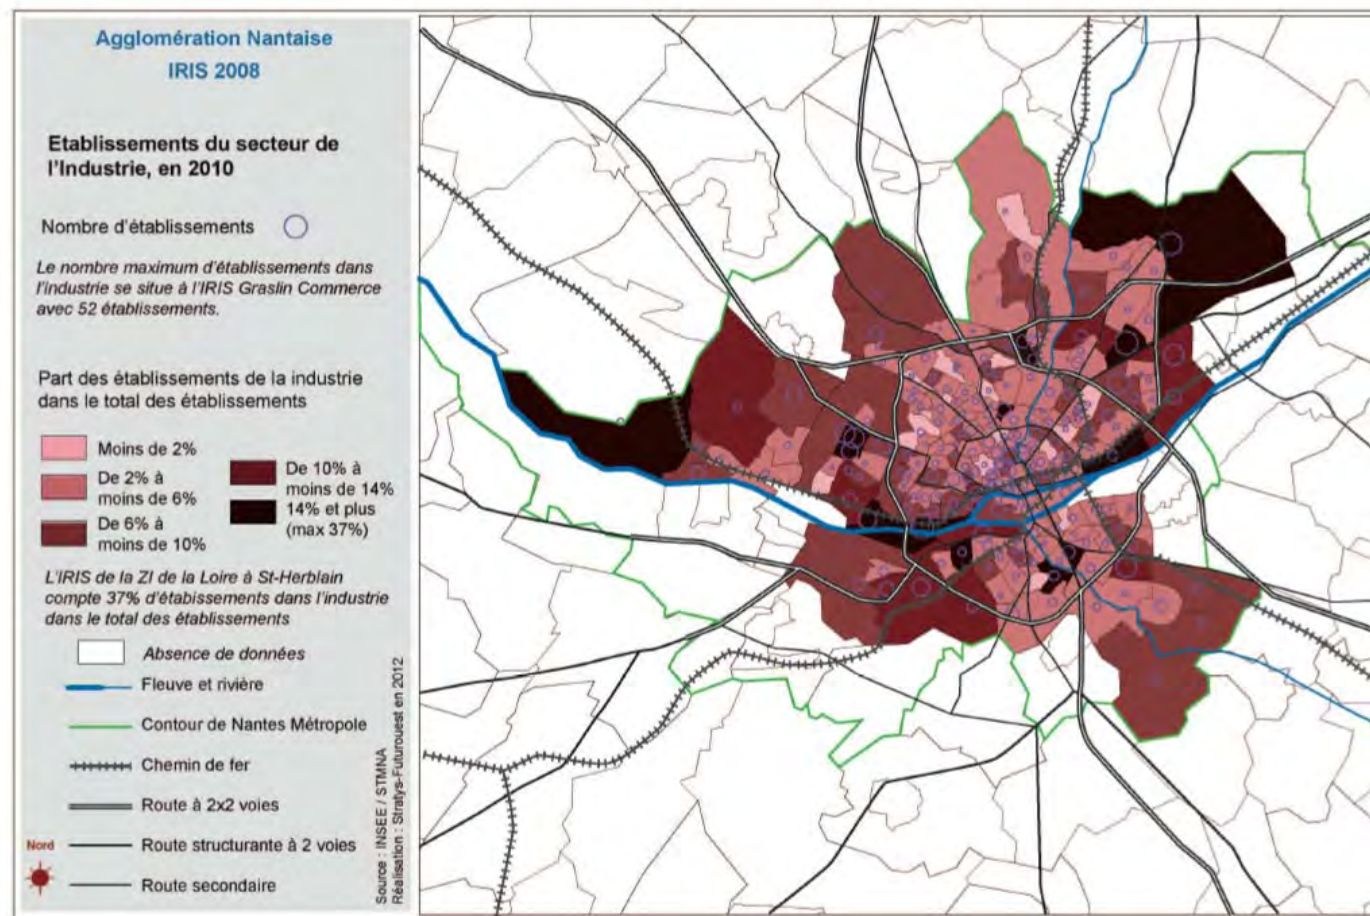 Agglomération Nantaise
IRIS 2008
Etablissements du secteur de
l'Industrie, en 2010
Nombre d'établissements
Le nombre maximum d'établissements dans
l'industrie se situe à l'IRIS Graslin Commerce
avec 52 établissements.
Part des établissements de la industrie
dans le total des établissements
Moins de 2%
De 2% à
moins de 6%
De 6% à
moins de 10%
De 10% à
moins de 14%
14% et plus
(max 37%)
L'IRIS de la ZI de la Loire à St-Herblain
compte 37% d'étabissements dans l'industrie
dans le total des établissements
Absence de données
Fleuve et rivière
Contour de Nantes Métropole
Chemin de fer
Route à 2x2 voies
Route structurante à 2 voies
Route secondaire
Nord
Source : INSEE / STMNA
Réalisation : Stratys-Futurouest en 2012